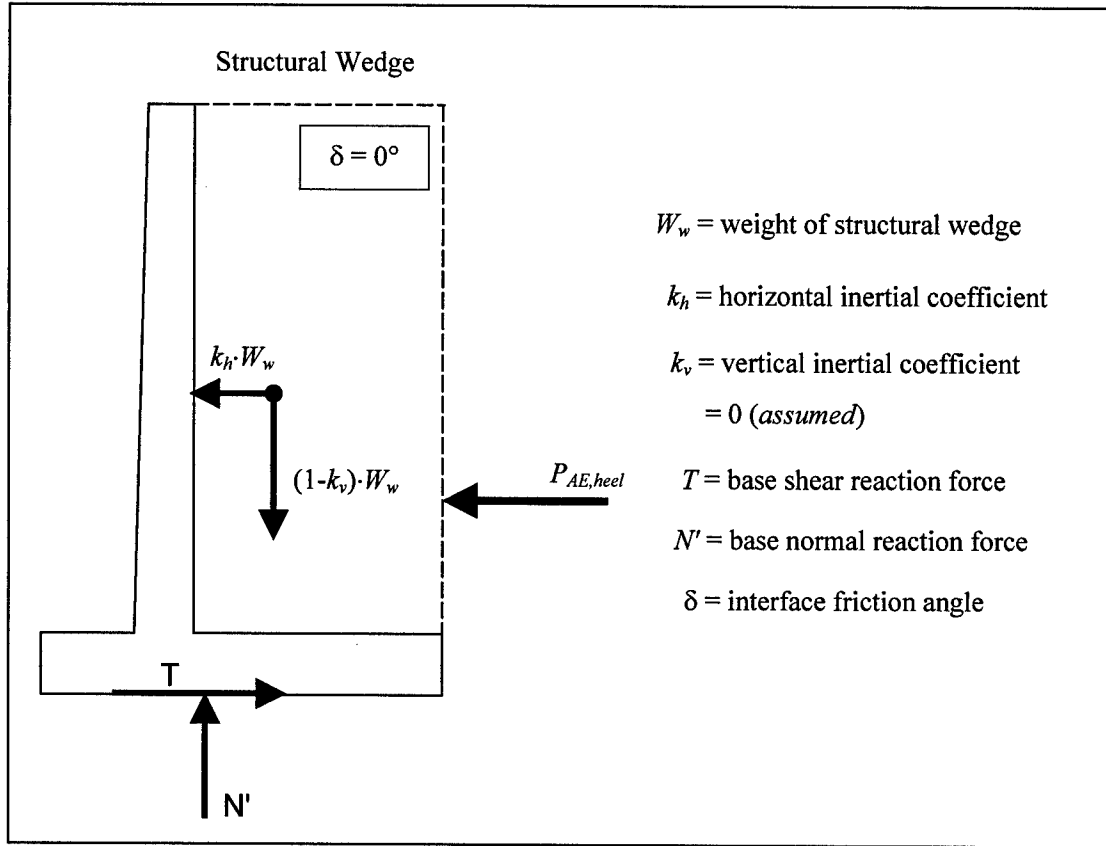 Structural Wedge
δ = 0°
k_h·W_w
(1-k_v)·W_w
P_AE,heel
T
N'
W_w = weight of structural wedge
k_h = horizontal inertial coefficient
k_v = vertical inertial coefficient
= 0 (assumed)
T = base shear reaction force
N' = base normal reaction force
δ = interface friction angle